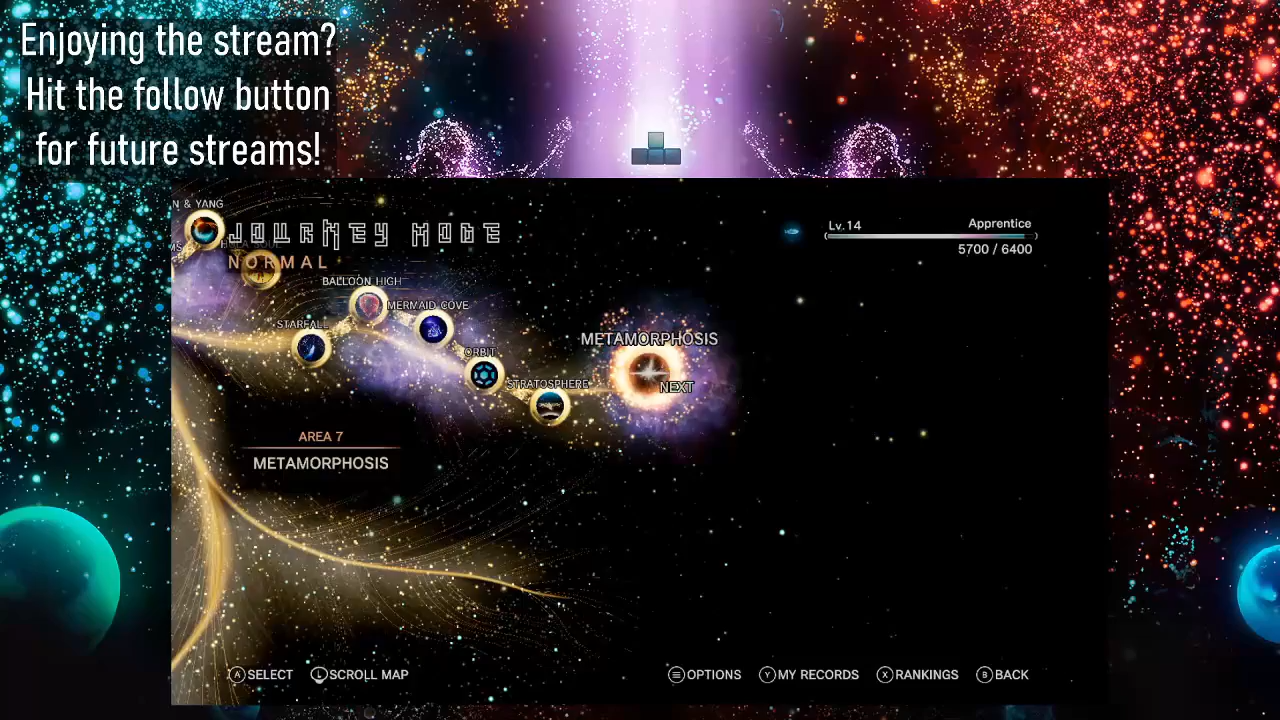 Enjoying the stream?
Hit the follow button
for future streams!
N & YANG
JOURNEY MODE
NORMAL
Lv.14
Apprentice
5700 / 6400
BALLOON HIGH
MERMAID COVE
STARFALL
ORBIT
STRATOSPHERE
METAMORPHOSIS
NEXT
AREA 7
METAMORPHOSIS
A SELECT
L SCROLL MAP
OPTIONS
Y MY RECORDS
X RANKINGS
B BACK